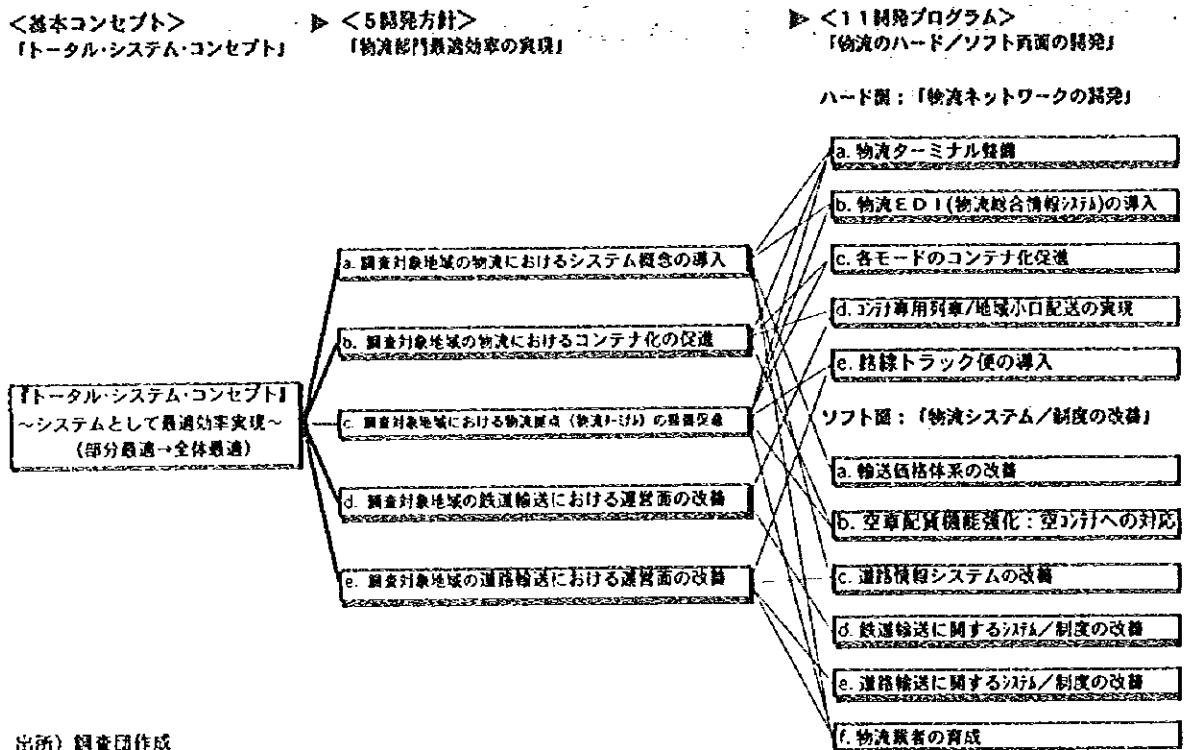 ＜基本コンセプト＞
『トータル・システム・コンセプト』
▶ ＜５開発方針＞
「物流部門最適効率の実現」
▶ ＜１１開発プログラム＞
「物流のハード／ソフト両面の開発」
ハード面：「物流ネットワークの開発」
a. 物流ターミナル整備
b. 物流ＥＤＩ(物流総合情報ｼｽﾃﾑ)の導入
c. 各モードのコンテナ化促進
d. ｺﾝﾃﾅ専用列車/地域小口配送の実現
e. 路線トラック便の導入
ソフト面：「物流システム／制度の改善」
a. 輸送価格体系の改善
b. 空車配貨機能強化：空ｺﾝﾃﾅへの対応
c. 道路情報システムの改善
d. 鉄道輸送に関するｼｽﾃﾑ／制度の改善
e. 道路輸送に関するｼｽﾃﾑ／制度の改善
f. 物流業者の育成
a. 調査対象地域の物流におけるシステム概念の導入
b. 調査対象地域の物流におけるコンテナ化の促進
c. 調査対象地域における物流拠点（物流ﾀｰﾐﾅﾙ）の整備促進
d. 調査対象地域の鉄道輸送における運営面の改善
e. 調査対象地域の道路輸送における運営面の改善
『トータル･システム･コンセプト』
～システムとして最適効率実現～
(部分最適→全体最適)
出所）調査団作成